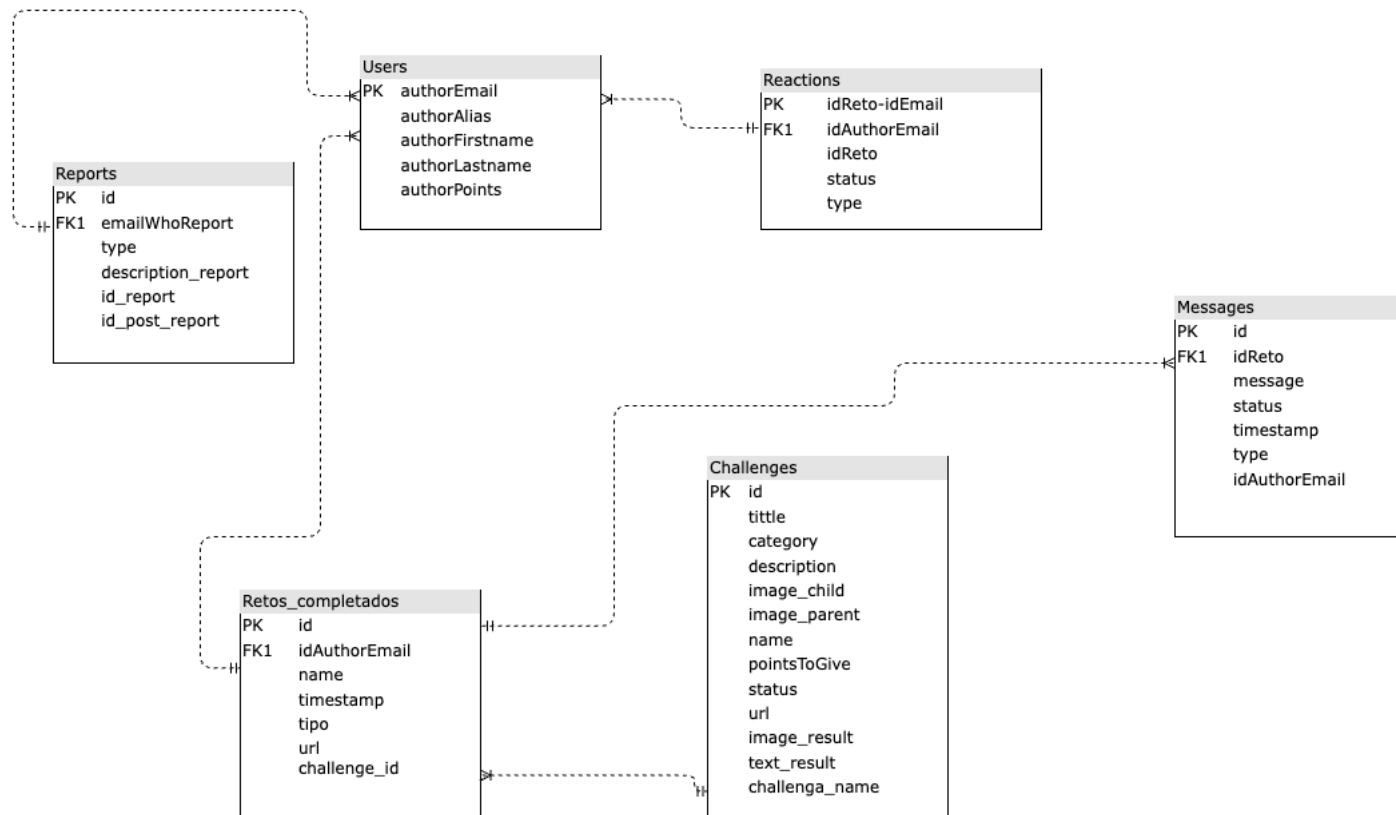 Users
PK authorEmail
authorAlias
authorFirstname
authorLastname
authorPoints
Reactions
PK idReto-idEmail
FK1 idAuthorEmail
idReto
status
type
Reports
PK id
FK1 emailWhoReport
type
description_report
id_report
id_post_report
Messages
PK id
FK1 idReto
message
status
timestamp
type
idAuthorEmail
Challenges
PK id
tittle
category
description
image_child
image_parent
name
pointsToGive
status
url
image_result
text_result
challenga_name
Retos_completados
PK id
FK1 idAuthorEmail
name
timestamp
tipo
url
challenge_id